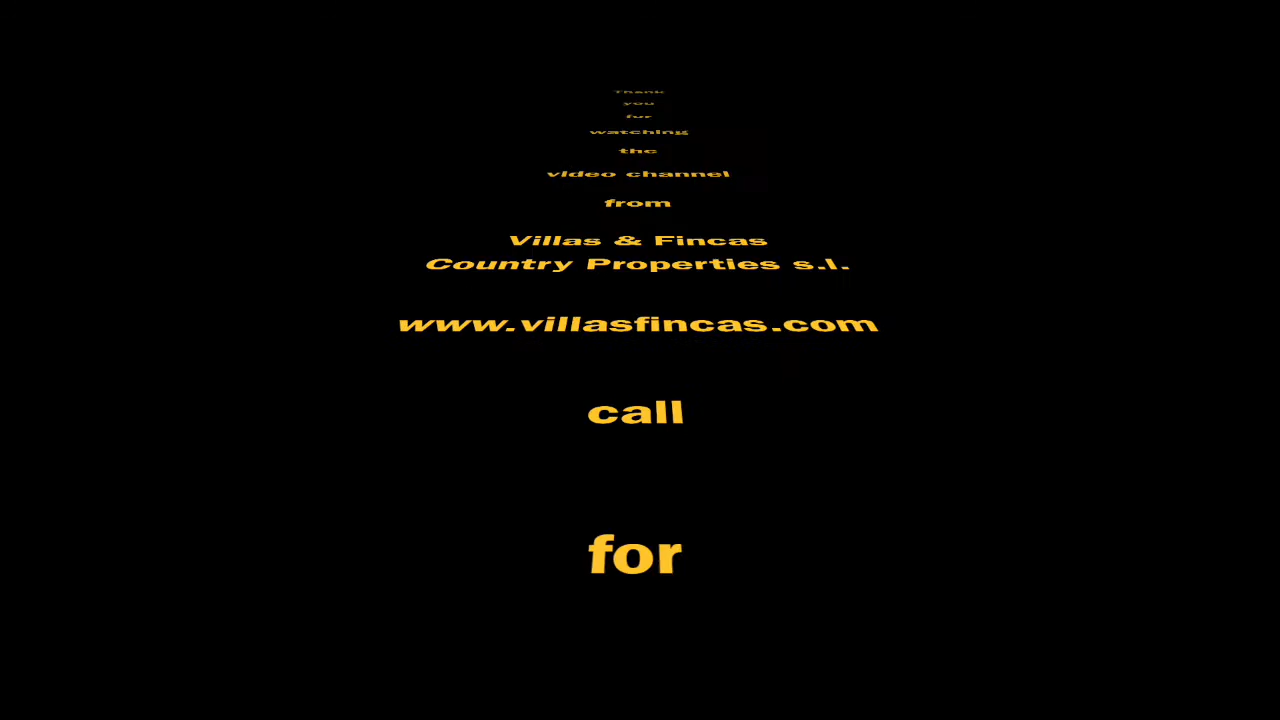 Thank
you
for
watching
the
video channel
from
Villas & Fincas
Country Properties s.l.
www.villasfincas.com
call
for